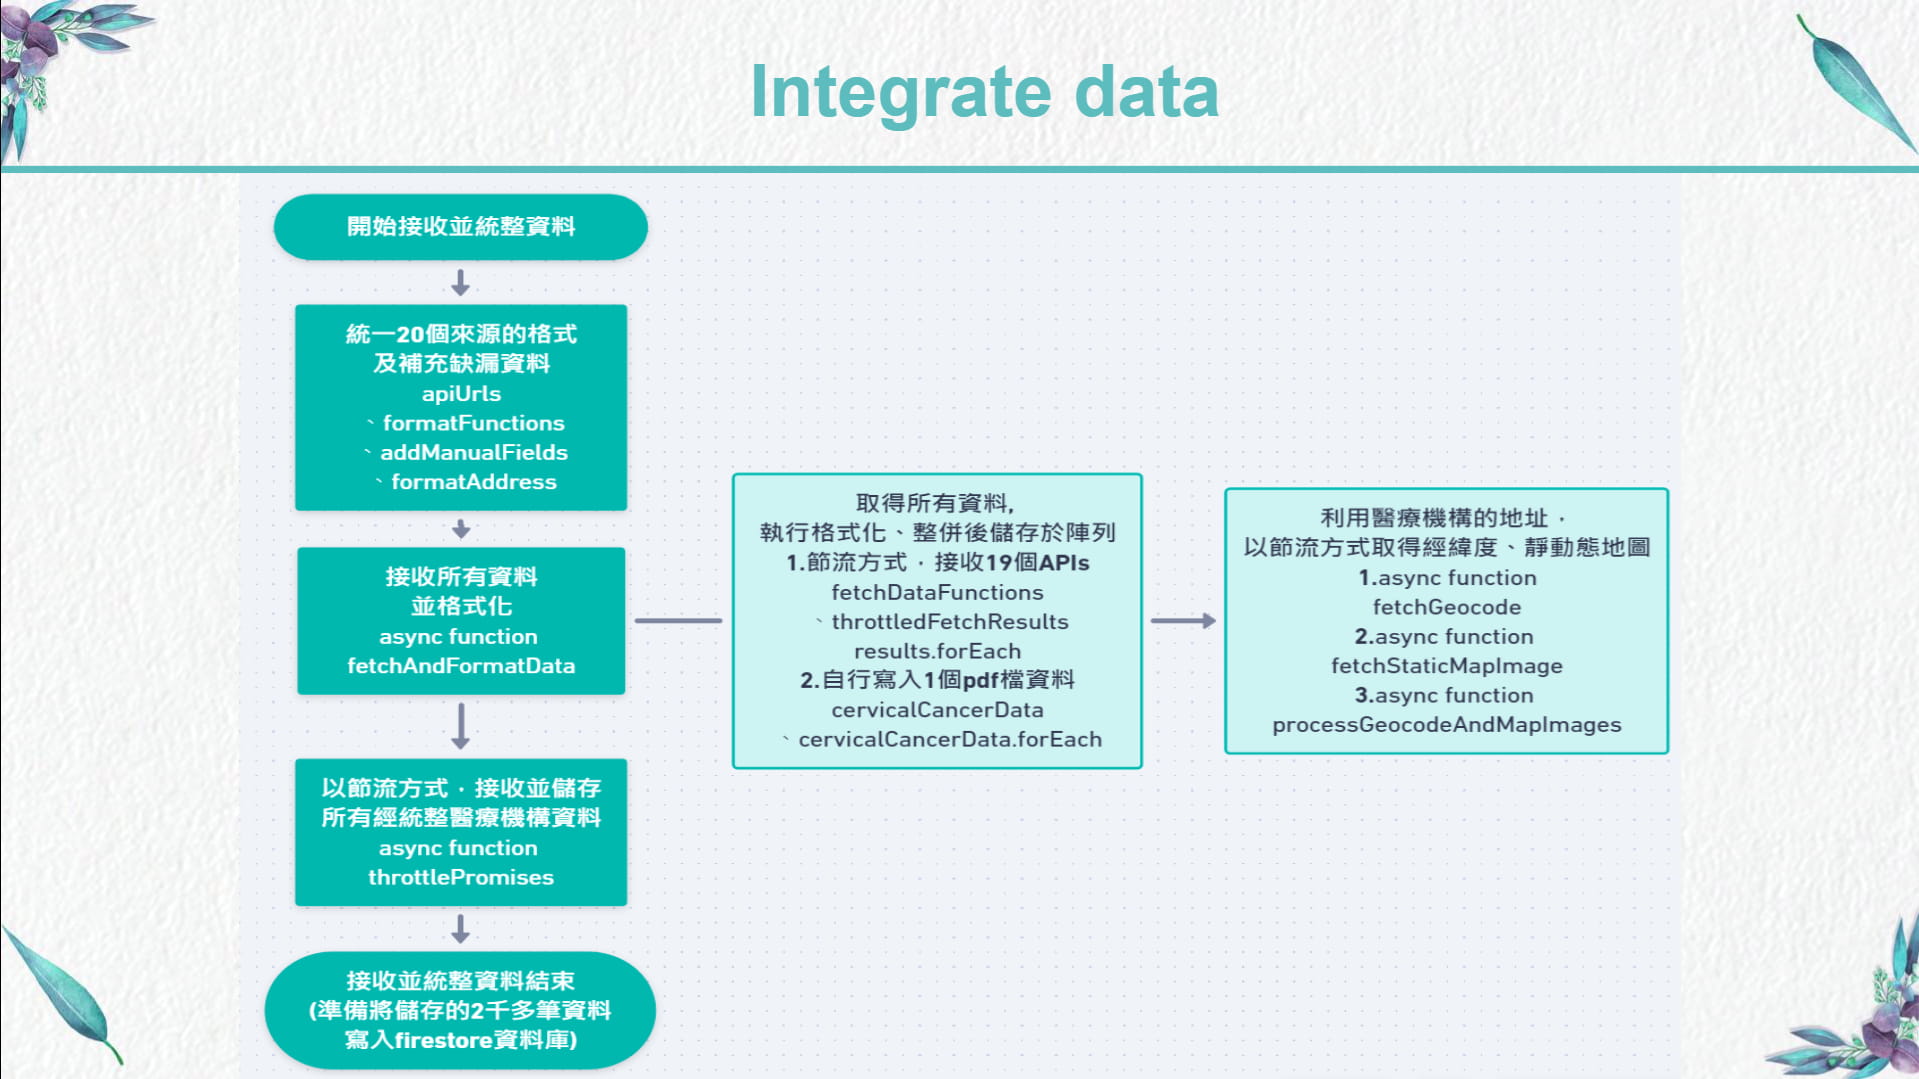 Integrate data
開始接收並統整資料
統一20個來源的格式
及補充缺漏資料
apiUrls
、formatFunctions
、addManualFields
、formatAddress
接收所有資料
並格式化
async function
fetchAndFormatData
取得所有資料,
執行格式化、整併後儲存於陣列
1.節流方式，接收19個APIs
fetchDataFunctions
、throttledFetchResults
results.forEach
2.自行寫入1個pdf檔資料
cervicalCancerData
、cervicalCancerData.forEach
利用醫療機構的地址，
以節流方式取得經緯度、靜動態地圖
1.async function
fetchGeocode
2.async function
fetchStaticMapImage
3.async function
processGeocodeAndMapImages
以節流方式，接收並儲存
所有經統整醫療機構資料
async function
throttlePromises
接收並統整資料結束
(準備將儲存的2千多筆資料
寫入firestore資料庫)